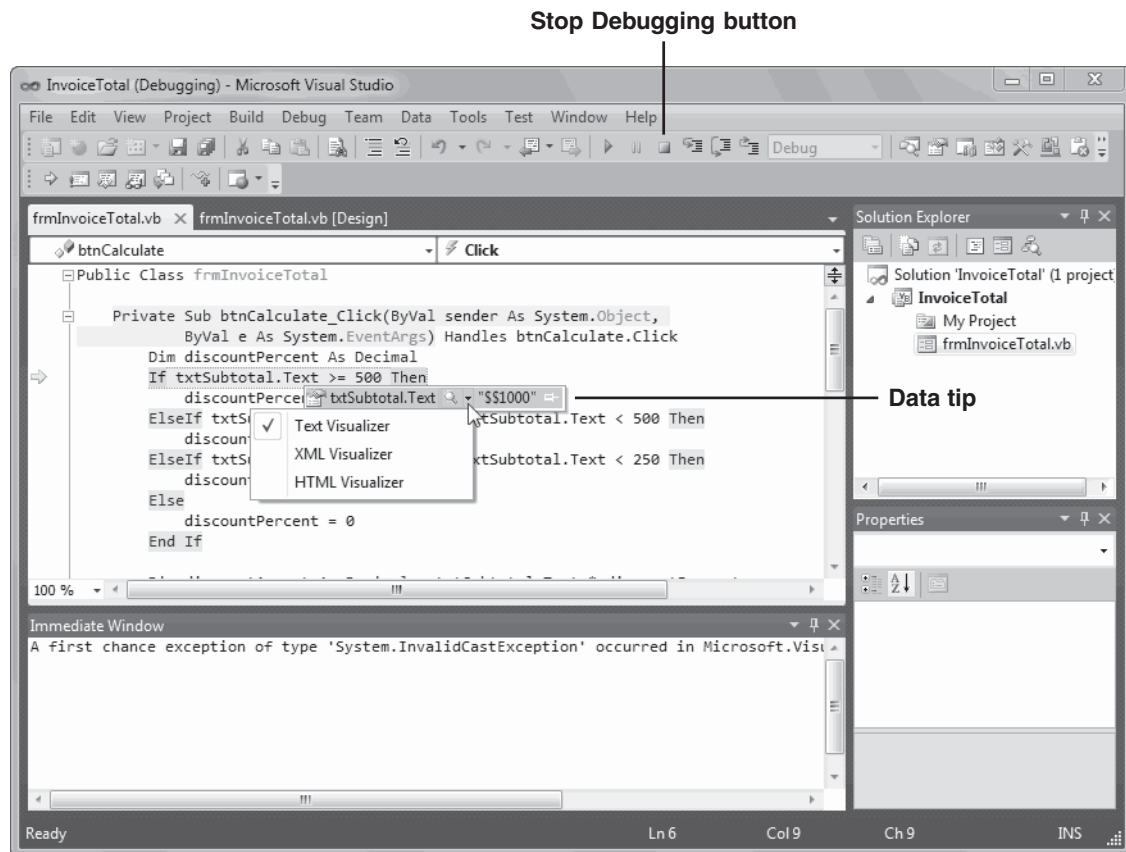 Stop Debugging button
InvoiceTotal (Debugging) - Microsoft Visual Studio
File Edit View Project Build Debug Team Data Tools Test Window Help
Debug
frmInvoiceTotal.vb frmInvoiceTotal.vb [Design]
btnCalculate Click
Public Class frmInvoiceTotal
Private Sub btnCalculate_Click(ByVal sender As System.Object,
ByVal e As System.EventArgs) Handles btnCalculate.Click
Dim discountPercent As Decimal
If txtSubtotal.Text >= 500 Then
discountPercen txtSubtotal.Text "$$1000"
Data tip
ElseIf txtS xtSubtotal.Text < 500 Then
Text Visualizer
discoun
ElseIf txtS xtSubtotal.Text < 250 Then
XML Visualizer
discoun
HTML Visualizer
Else
discountPercent = 0
End If
100 %
Solution Explorer
Solution 'InvoiceTotal' (1 project
InvoiceTotal
My Project
frmInvoiceTotal.vb
Properties
Immediate Window
A first chance exception of type 'System.InvalidCastException' occurred in Microsoft.Visu
Ready Ln 6 Col 9 Ch 9 INS